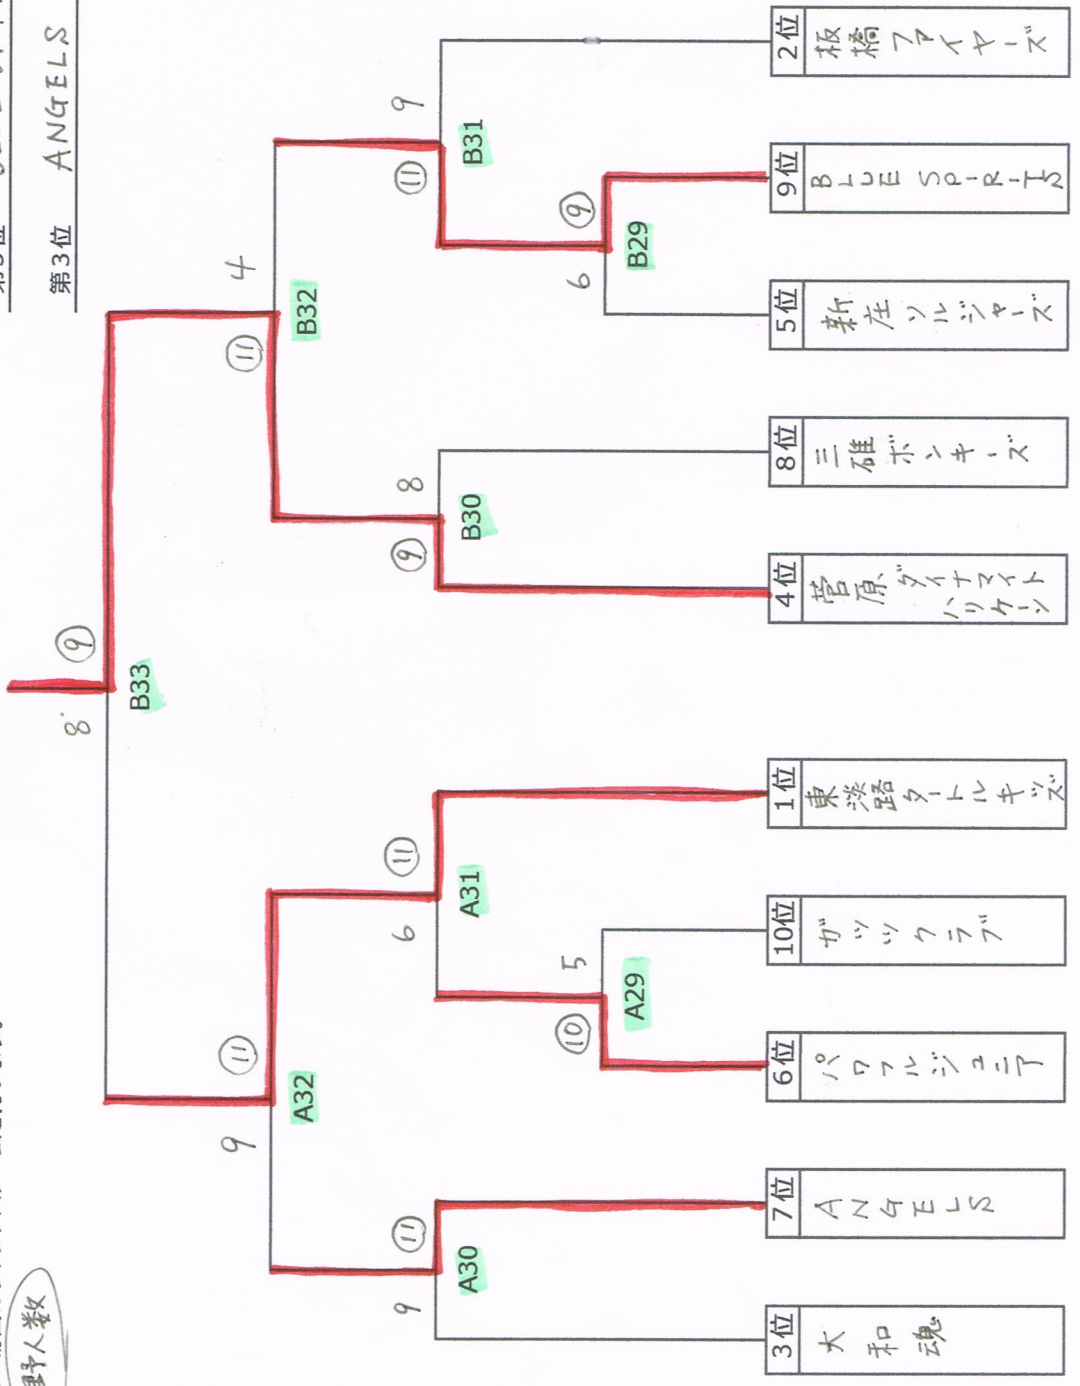 第3位 ANGELS
内野人数
⑨
8
B33
⑪
4
B32
⑪
9
A32
⑪
9
B31
⑨
8
B30
⑪
6
A31
⑪
9
A30
⑨
6
B29
5
⑩
A29
3位
大和魂
7位
ANGELS
6位
パワフルジュニア
10位
ガッツクラブ
1位
東淡路タートルキッズ
4位
菅原ダイナマイト
ハリケーン
8位
三碓ボンキーズ
5位
新庄ソルジャーズ
9位
BLUE SPIRITS
2位
板橋ファイヤーズ